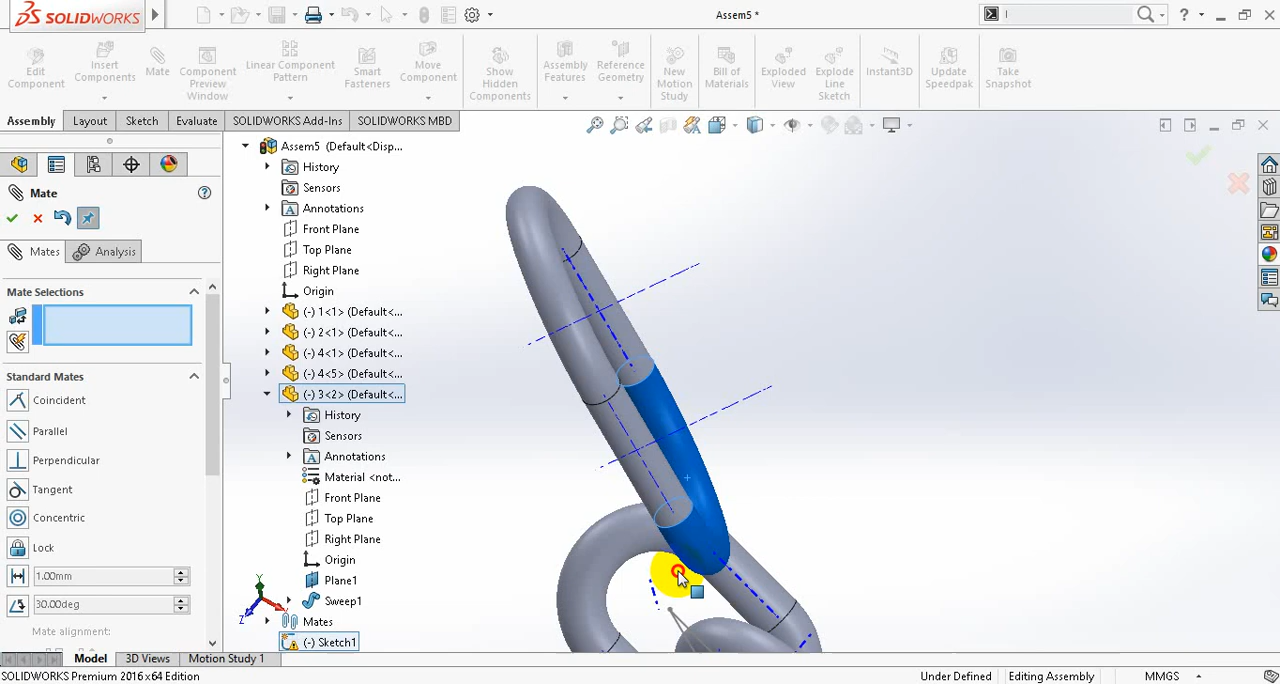 SOLIDWORKS
Assem5 *
Edit Component
Insert Components
Mate
Component Preview Window
Linear Component Pattern
Smart Fasteners
Move Component
Show Hidden Components
Assembly Features
Reference Geometry
New Motion Study
Bill of Materials
Exploded View
Explode Line Sketch
Instant3D
Update Speedpak
Take Snapshot
Assembly
Layout
Sketch
Evaluate
SOLIDWORKS Add-Ins
SOLIDWORKS MBD
Mate
Mates
Analysis
Mate Selections
Standard Mates
Coincident
Parallel
Perpendicular
Tangent
Concentric
Lock
1.00mm
30.00deg
Mate alignment:
Assem5 (Default<Disp...
History
Sensors
Annotations
Front Plane
Top Plane
Right Plane
Origin
(-) 1<1> (Default<...
(-) 2<1> (Default<...
(-) 4<1> (Default<...
(-) 4<5> (Default<...
(-) 3<2> (Default<...
History
Sensors
Annotations
Material <not...
Front Plane
Top Plane
Right Plane
Origin
Plane1
Sweep1
Mates
(-) Sketch1
Y
Z
Model
3D Views
Motion Study 1
SOLIDWORKS Premium 2016 x64 Edition
Under Defined
Editing Assembly
MMGS